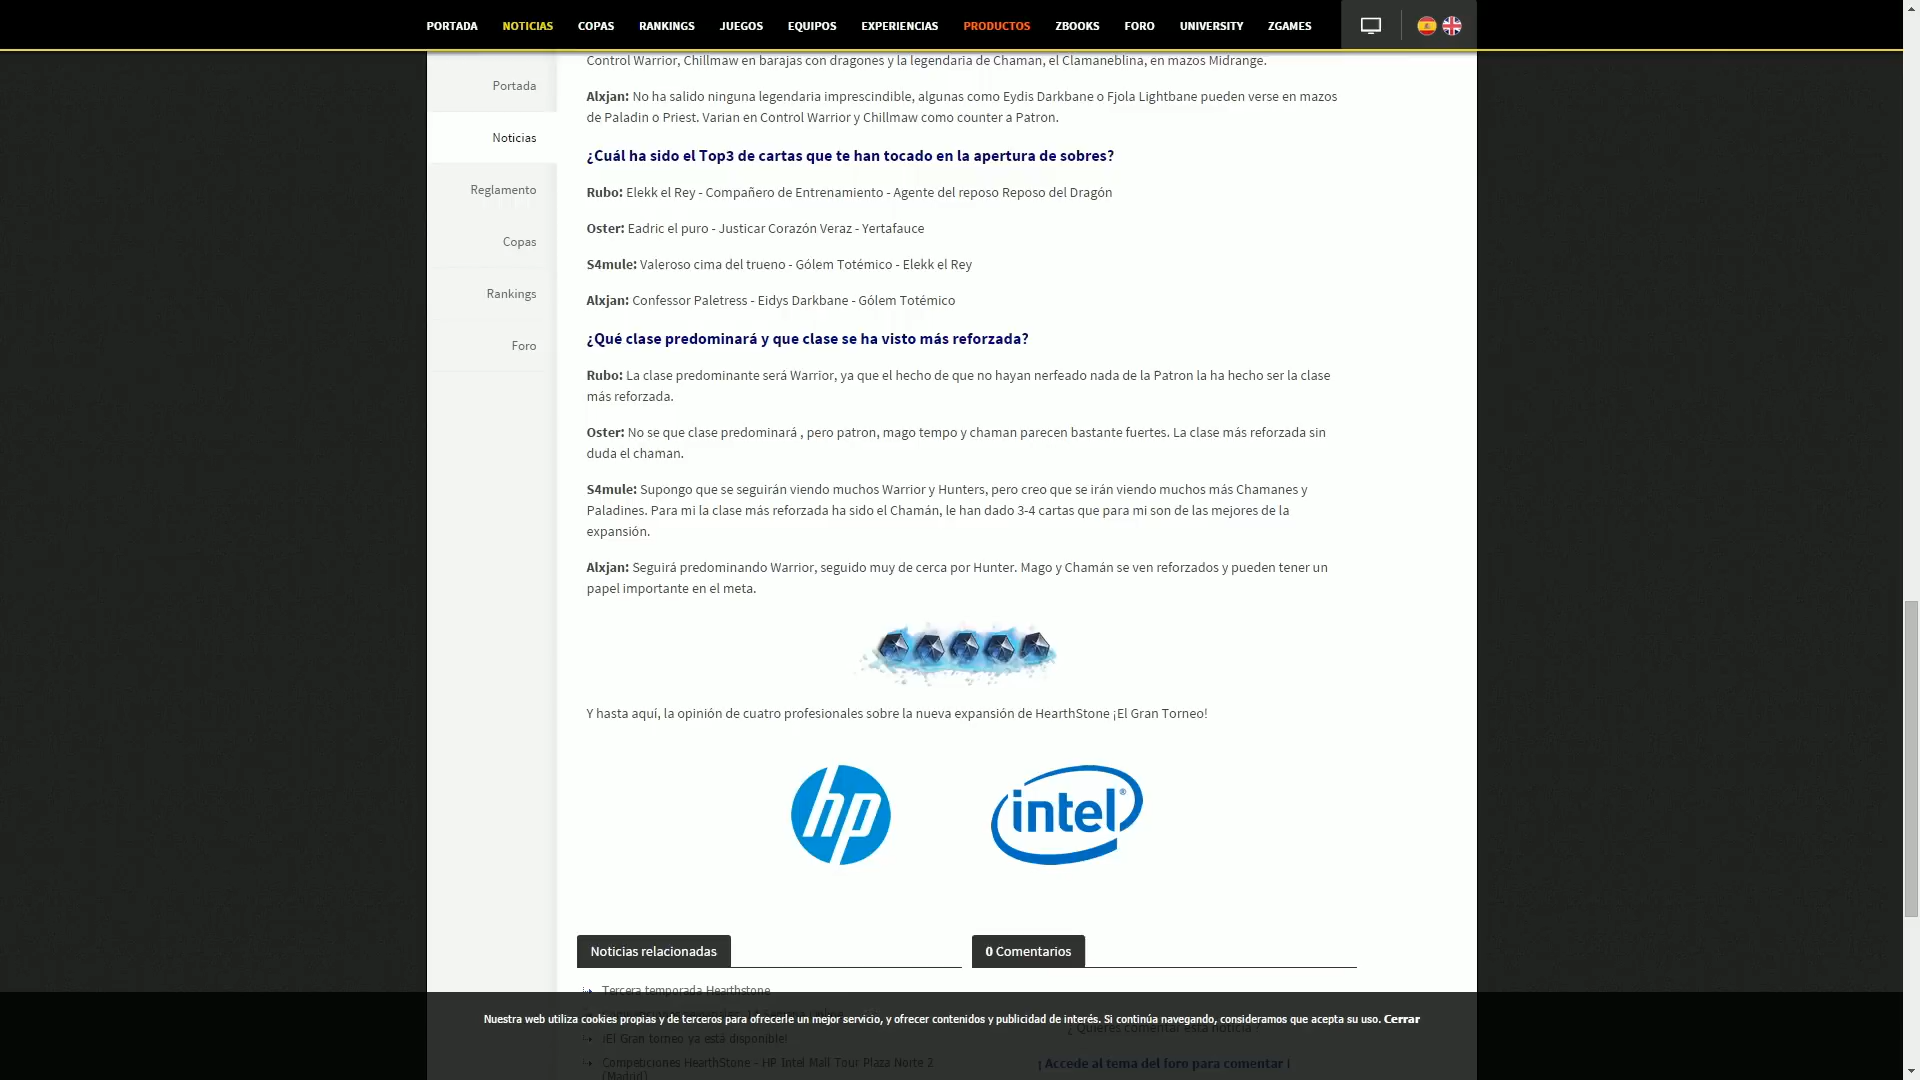 PORTADA NOTICIAS COPAS RANKINGS JUEGOS EQUIPOS EXPERIENCIAS PRODUCTOS ZBOOKS FORO UNIVERSITY ZGAMES
Portada
Noticias
Reglamento
Copas
Rankings
Foro
Control Warrior, Chillmaw en barajas con dragones y la legendaria de Chaman, el Clamaneblina, en mazos Midrange.
Alxjan: No ha salido ninguna legendaria imprescindible, algunas como Eydis Darkbane o Fjola Lightbane pueden verse en mazos
de Paladin o Priest. Varian en Control Warrior y Chillmaw como counter a Patron.
¿Cuál ha sido el Top3 de cartas que te han tocado en la apertura de sobres?
Rubo: Elekk el Rey - Compañero de Entrenamiento - Agente del reposo Reposo del Dragón
Oster: Eadric el puro - Justicar Corazón Veraz - Yertafauce
S4mule: Valeroso cima del trueno - Gólem Totémico - Elekk el Rey
Alxjan: Confessor Paletress - Eidys Darkbane - Gólem Totémico
¿Qué clase predominará y que clase se ha visto más reforzada?
Rubo: La clase predominante será Warrior, ya que el hecho de que no hayan nerfeado nada de la Patron la ha hecho ser la clase
más reforzada.
Oster: No se que clase predominará , pero patron, mago tempo y chaman parecen bastante fuertes. La clase más reforzada sin
duda el chaman.
S4mule: Supongo que se seguirán viendo muchos Warrior y Hunters, pero creo que se irán viendo muchos más Chamanes y
Paladines. Para mi la clase más reforzada ha sido el Chamán, le han dado 3-4 cartas que para mi son de las mejores de la
expansión.
Alxjan: Seguirá predominando Warrior, seguido muy de cerca por Hunter. Mago y Chamán se ven reforzados y pueden tener un
papel importante en el meta.
Y hasta aquí, la opinión de cuatro profesionales sobre la nueva expansión de HearthStone ¡El Gran Torneo!
hp
intel®
Noticias relacionadas
0 Comentarios
Tercera temporada Hearthstone
Nuestra web utiliza cookies propias y de terceros para ofrecerle un mejor servicio, y ofrecer contenidos y publicidad de interés. Si continúa navegando, consideramos que acepta su uso. Cerrar
¿Quieres comentar esta noticia?
¡El Gran torneo ya está disponible!
Competiciones HearthStone - HP Intel Mall Tour Plaza Norte 2
(Madrid)
¡ Accede al tema del foro para comentar !